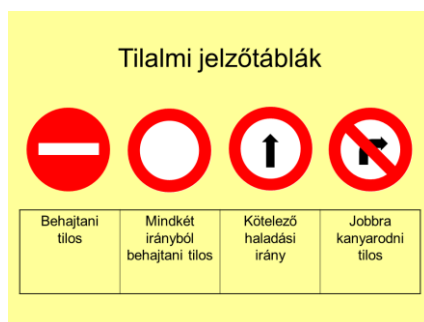 Tilalmi jelzőtáblák
Behajtani
tilos
Mindkét
irányból
behajtani tilos
Kötelező
haladási
irány
Jobbra
kanyarodni
tilos